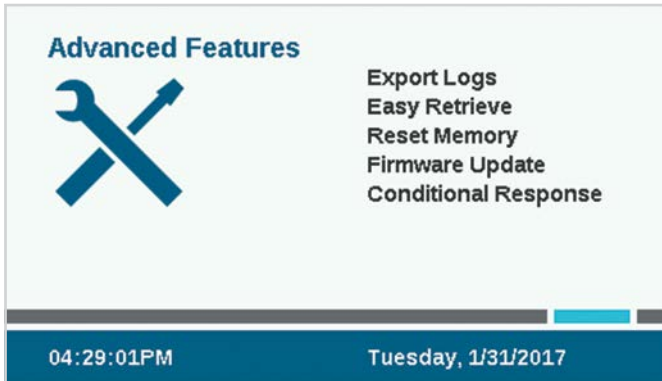 Advanced Features
Export Logs
Easy Retrieve
Reset Memory
Firmware Update
Conditional Response
04:29:01PM
Tuesday, 1/31/2017